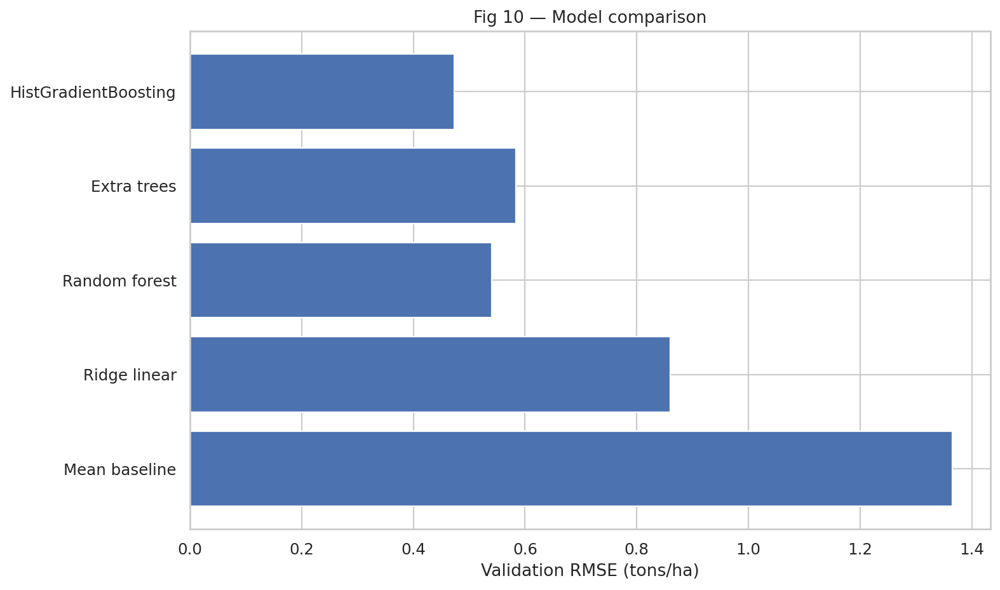 Fig 10 — Model comparison
HistGradientBoosting
Extra trees
Random forest
Ridge linear
Mean baseline
0.0 0.2 0.4 0.6 0.8 1.0 1.2 1.4
Validation RMSE (tons/ha)